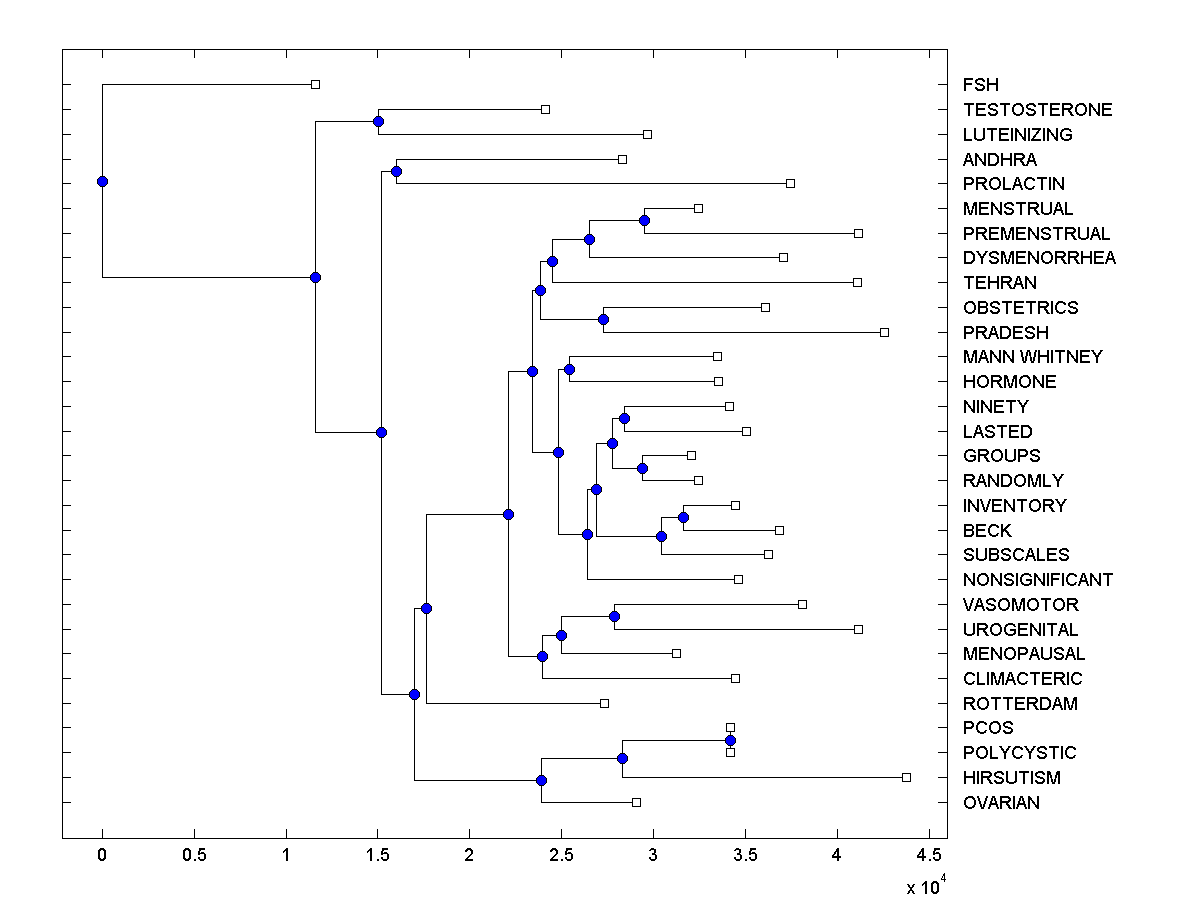 FSH
TESTOSTERONE
LUTEINIZING
ANDHRA
PROLACTIN
MENSTRUAL
PREMENSTRUAL
DYSMENORRHEA
TEHRAN
OBSTETRICS
PRADESH
MANN WHITNEY
HORMONE
NINETY
LASTED
GROUPS
RANDOMLY
INVENTORY
BECK
SUBSCALES
NONSIGNIFICANT
VASOMOTOR
UROGENITAL
MENOPAUSAL
CLIMACTERIC
ROTTERDAM
PCOS
POLYCYSTIC
HIRSUTISM
OVARIAN
0 0.5 1 1.5 2 2.5 3 3.5 4 4.5
x 10^4